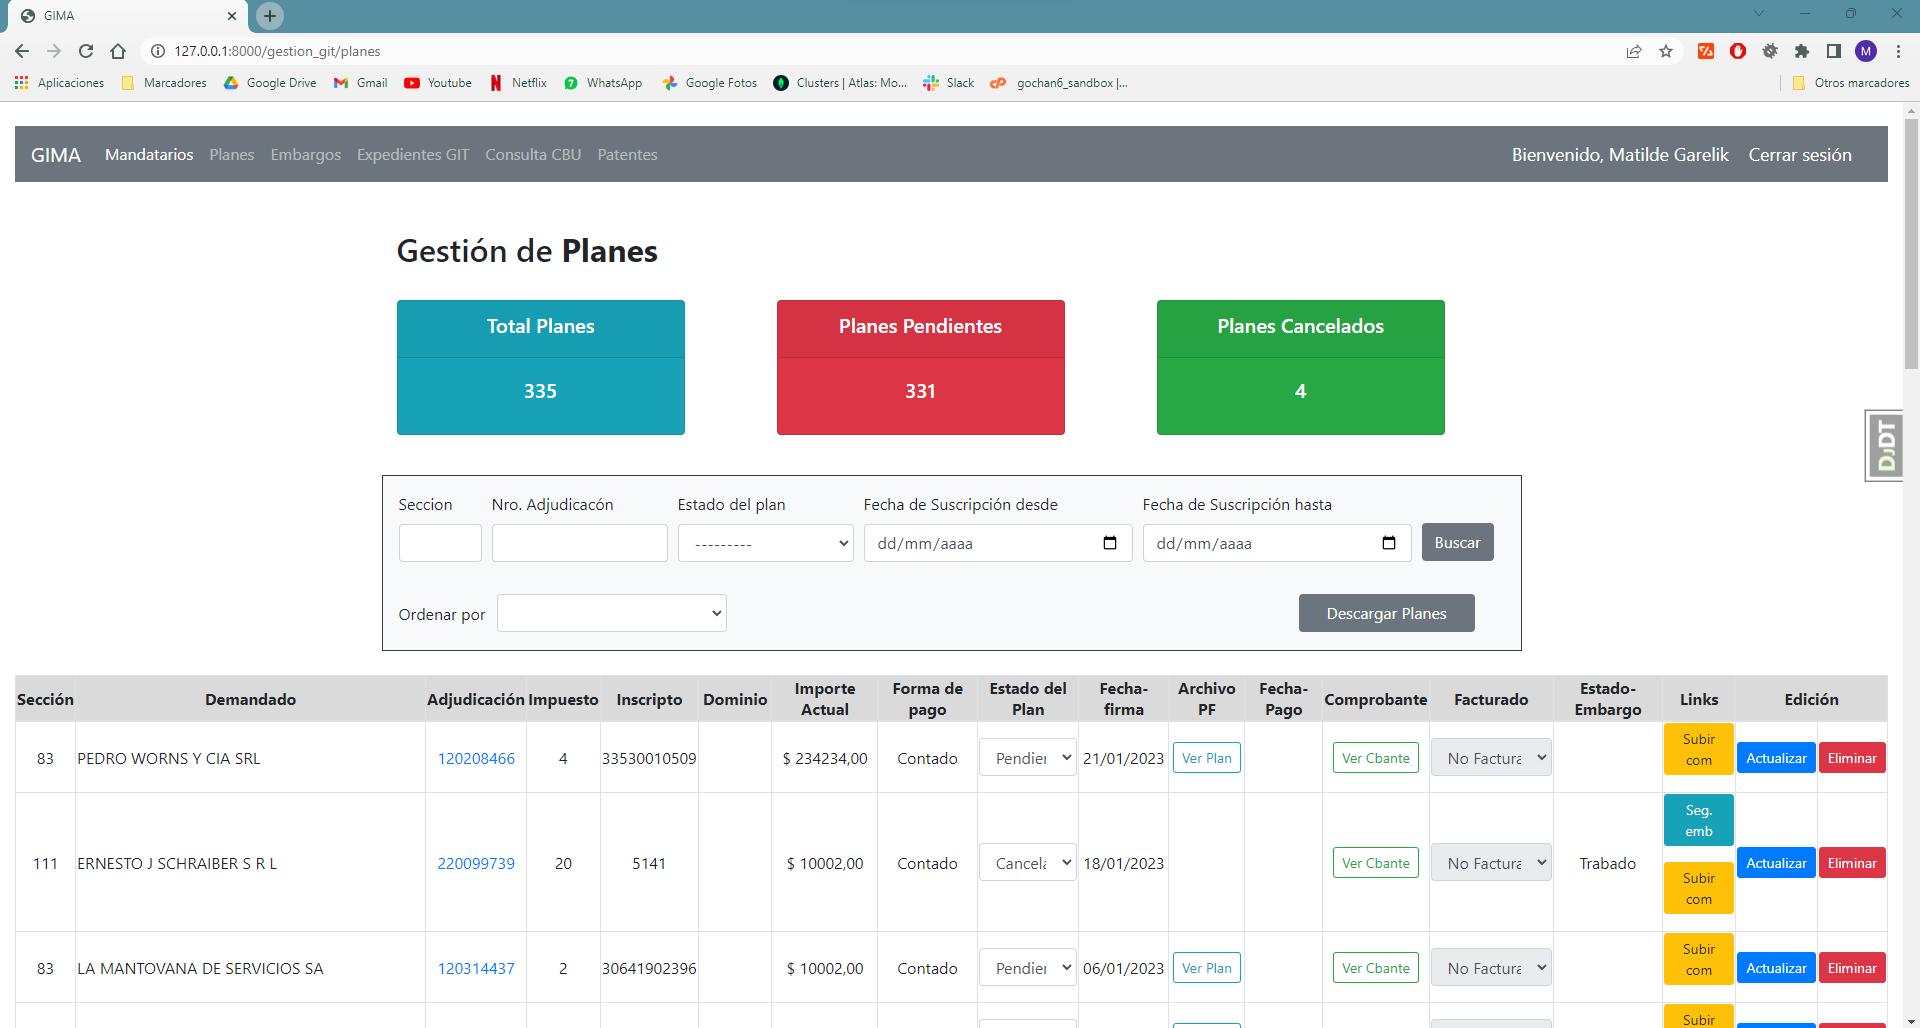 GIMA
127.0.0.1:8000/gestion_git/planes
M
Aplicaciones Marcadores Google Drive Gmail Youtube Netflix WhatsApp Google Fotos Clusters | Atlas: Mo... Slack gochan6_sandbox |... Otros marcadores
GIMA Mandatarios Planes Embargos Expedientes GIT Consulta CBU Patentes Bienvenido, Matilde Garelik Cerrar sesión
Gestión de Planes
Total Planes Planes Pendientes Planes Cancelados
335 331 4
DJDT
Seccion Nro. Adjudicacón Estado del plan Fecha de Suscripción desde Fecha de Suscripción hasta
--------- dd/mm/aaaa dd/mm/aaaa Buscar
Ordenar por Descargar Planes
Sección Demandado Adjudicación Impuesto Inscripto Dominio Importe Actual Forma de pago Estado del Plan Fecha-firma Archivo PF Fecha-Pago Comprobante Facturado Estado-Embargo Links Edición
83 PEDRO WORNS Y CIA SRL 120208466 4 33530010509 $ 234234,00 Contado Pendier 21/01/2023 Ver Plan Ver Cbante No Factura Subir com Actualizar Eliminar
111 ERNESTO J SCHRAIBER S R L 220099739 20 5141 $ 10002,00 Contado Cancela 18/01/2023 Ver Cbante No Factura Trabado Seg. emb Subir com Actualizar Eliminar
83 LA MANTOVANA DE SERVICIOS SA 120314437 2 30641902396 $ 10002,00 Contado Pendier 06/01/2023 Ver Plan Ver Cbante No Factura Subir com Actualizar Eliminar
Subir